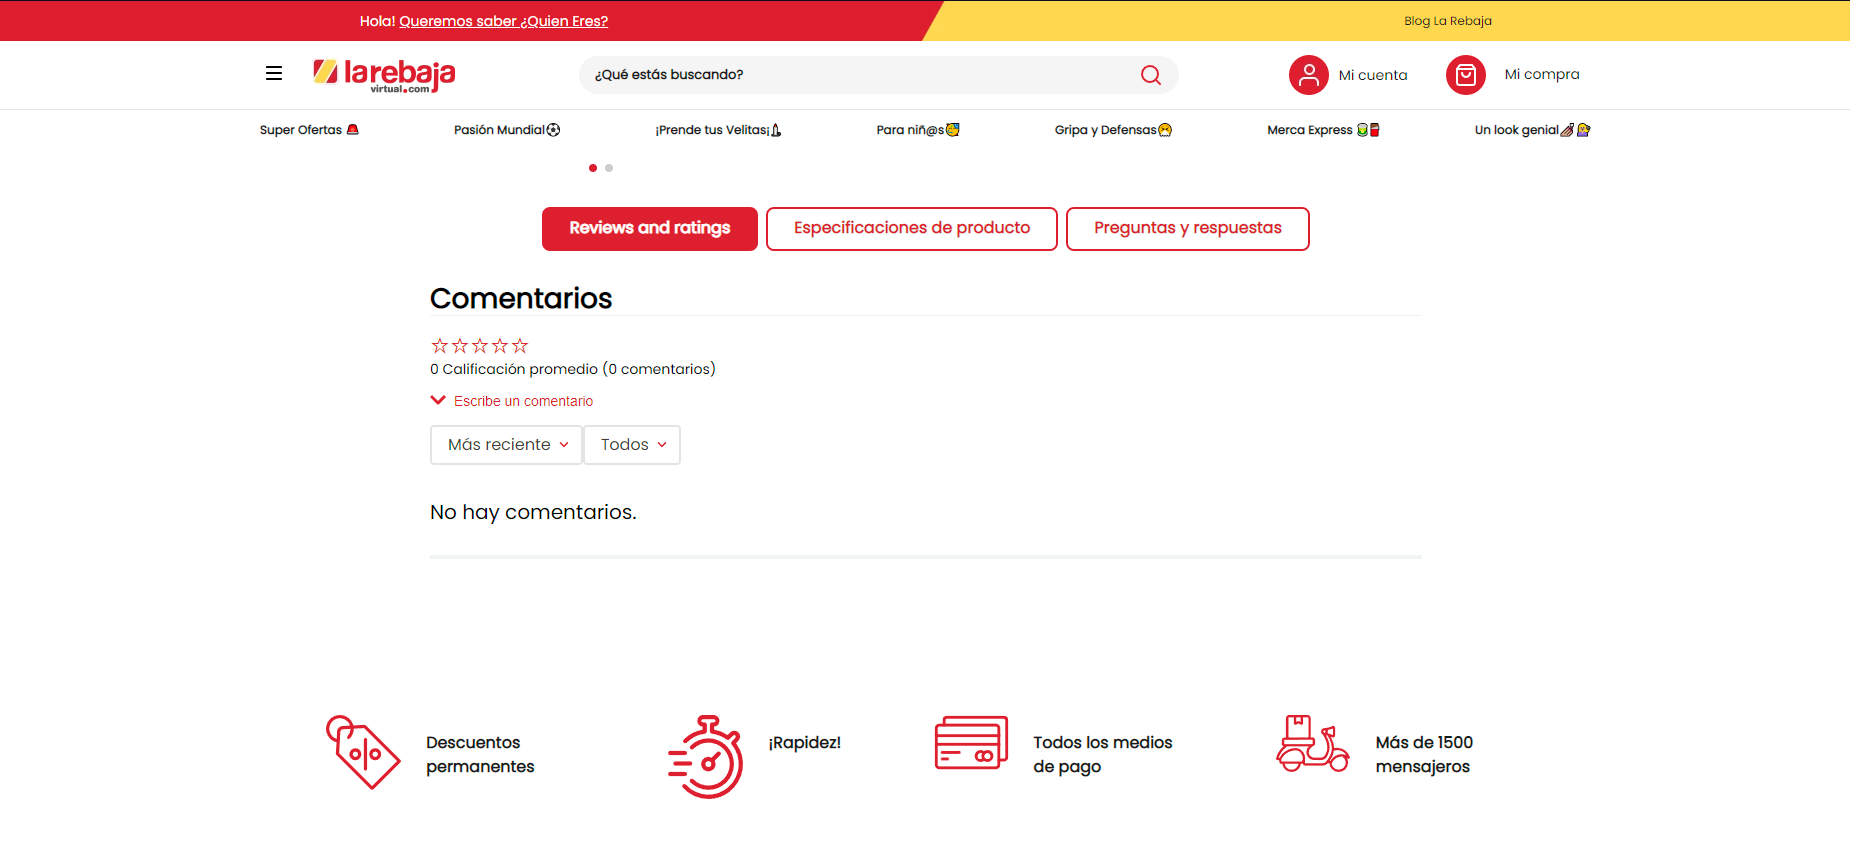 Hola! Queremos saber ¿Quien Eres?
Blog La Rebaja
larebaja
virtual.com
¿Qué estás buscando?
Mi cuenta
Mi compra
Super Ofertas 🚨
Pasión Mundial⚽
¡Prende tus Velitas¡🕯
Para niñ@s
Gripa y Defensas
Merca Express
Un look genial
Reviews and ratings
Especificaciones de producto
Preguntas y respuestas
Comentarios
☆☆☆☆☆
0 Calificación promedio (0 comentarios)
Escribe un comentario
Más reciente
Todos
No hay comentarios.
Descuentos
permanentes
¡Rapidez!
Todos los medios
de pago
Más de 1500
mensajeros